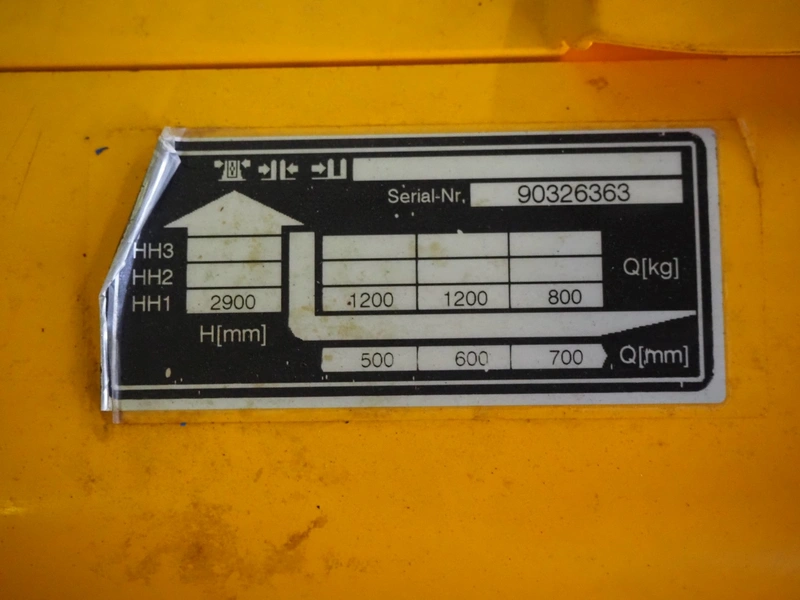 Serial-Nr. 90326363
HH3
HH2 Q[kg]
HH1 2900 1200 1200 800
H[mm]
500 600 700 Q[mm]